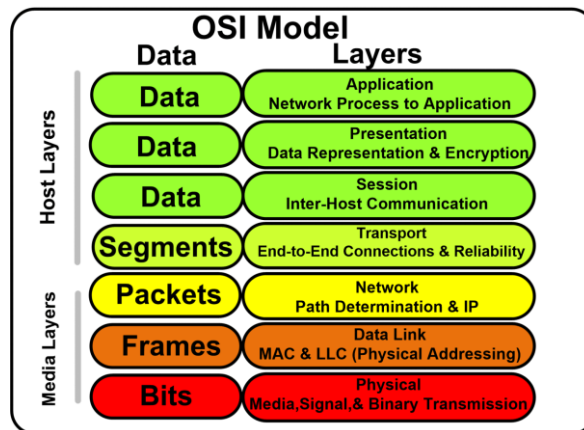 OSI Model
Data
Layers
Host Layers
Data
Application
Network Process to Application
Data
Presentation
Data Representation & Encryption
Data
Session
Inter-Host Communication
Segments
Transport
End-to-End Connections & Reliability
Media Layers
Packets
Network
Path Determination & IP
Frames
Data Link
MAC & LLC (Physical Addressing)
Bits
Physical
Media,Signal,& Binary Transmission